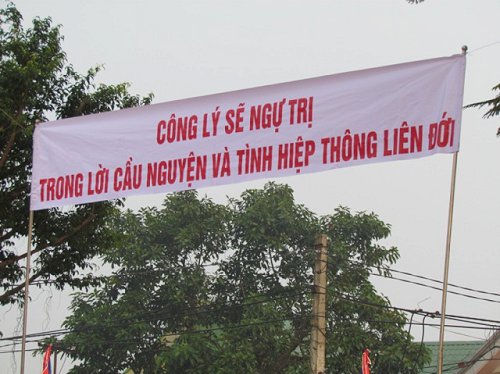 CÔNG LÝ SẼ NGỰ TRỊ
TRONG LỜI CẦU NGUYỆN VÀ TÌNH HIỆP THÔNG LIÊN ĐỚI